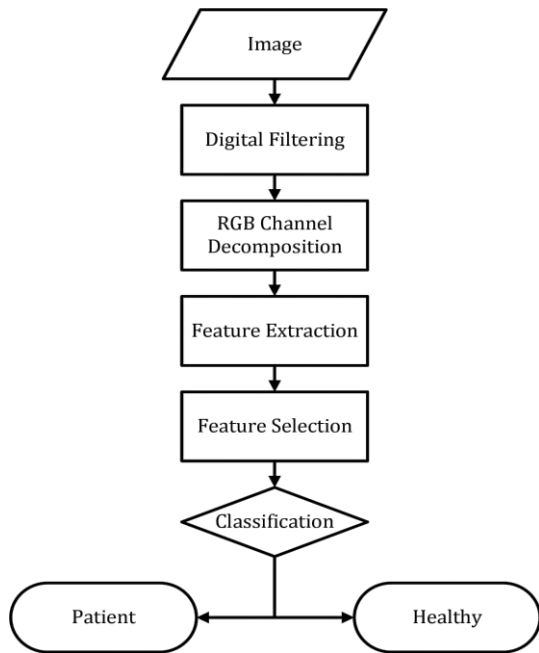 Image
Digital Filtering
RGB Channel
Decomposition
Feature Extraction
Feature Selection
Classification
Patient
Healthy